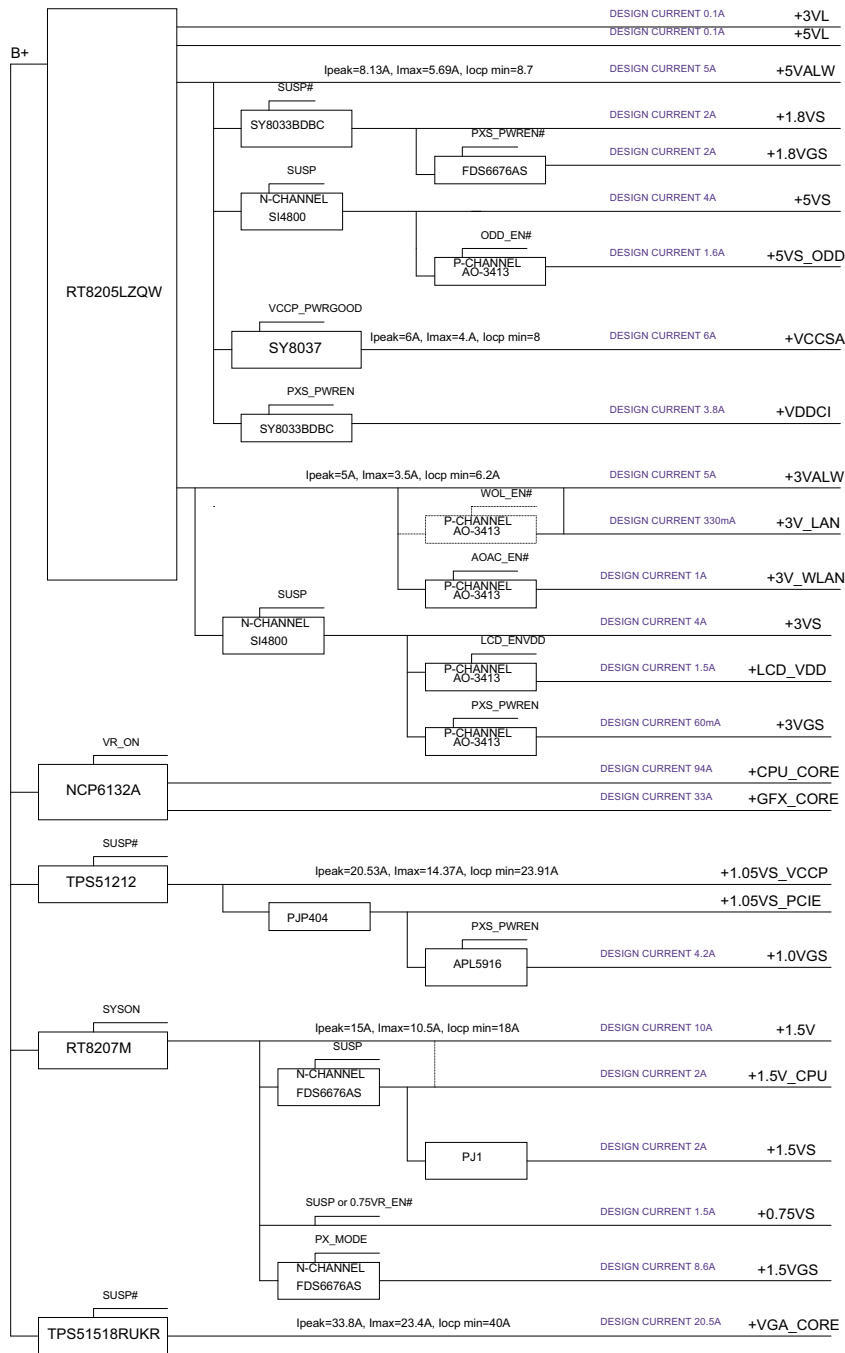 DESIGN CURRENT 0.1A +3VL
DESIGN CURRENT 0.1A +5VL
B+
Ipeak=8.13A, Imax=5.69A, Iocp min=8.7 DESIGN CURRENT 5A +5VALW
SUSP#
SY8033BDBC
DESIGN CURRENT 2A +1.8VS
PXS_PWREN#
FDS6676AS
DESIGN CURRENT 2A +1.8VGS
SUSP
N-CHANNEL
SI4800
DESIGN CURRENT 4A +5VS
ODD_EN#
P-CHANNEL
AO-3413
DESIGN CURRENT 1.6A +5VS_ODD
RT8205LZQW
VCCP_PWRGOOD
SY8037
Ipeak=6A, Imax=4.A, Iocp min=8 DESIGN CURRENT 6A +VCCSA
PXS_PWREN
SY8033BDBC
DESIGN CURRENT 3.8A +VDDCI
Ipeak=5A, Imax=3.5A, Iocp min=6.2A DESIGN CURRENT 5A +3VALW
WOL_EN#
P-CHANNEL
AO-3413
DESIGN CURRENT 330mA +3V_LAN
AOAC_EN#
P-CHANNEL
AO-3413
DESIGN CURRENT 1A +3V_WLAN
SUSP
N-CHANNEL
SI4800
DESIGN CURRENT 4A +3VS
LCD_ENVDD
P-CHANNEL
AO-3413
DESIGN CURRENT 1.5A +LCD_VDD
PXS_PWREN
P-CHANNEL
AO-3413
DESIGN CURRENT 60mA +3VGS
VR_ON
NCP6132A
DESIGN CURRENT 94A +CPU_CORE
DESIGN CURRENT 33A +GFX_CORE
SUSP#
TPS51212
Ipeak=20.53A, Imax=14.37A, Iocp min=23.91A +1.05VS_VCCP
+1.05VS_PCIE
PJP404
PXS_PWREN
APL5916
DESIGN CURRENT 4.2A +1.0VGS
SYSON
RT8207M
Ipeak=15A, Imax=10.5A, Iocp min=18A DESIGN CURRENT 10A +1.5V
SUSP
N-CHANNEL
FDS6676AS
DESIGN CURRENT 2A +1.5V_CPU
PJ1
DESIGN CURRENT 2A +1.5VS
SUSP or 0.75VR_EN#
DESIGN CURRENT 1.5A +0.75VS
PX_MODE
N-CHANNEL
FDS6676AS
DESIGN CURRENT 8.6A +1.5VGS
SUSP#
TPS51518RUKR
Ipeak=33.8A, Imax=23.4A, Iocp min=40A DESIGN CURRENT 20.5A +VGA_CORE